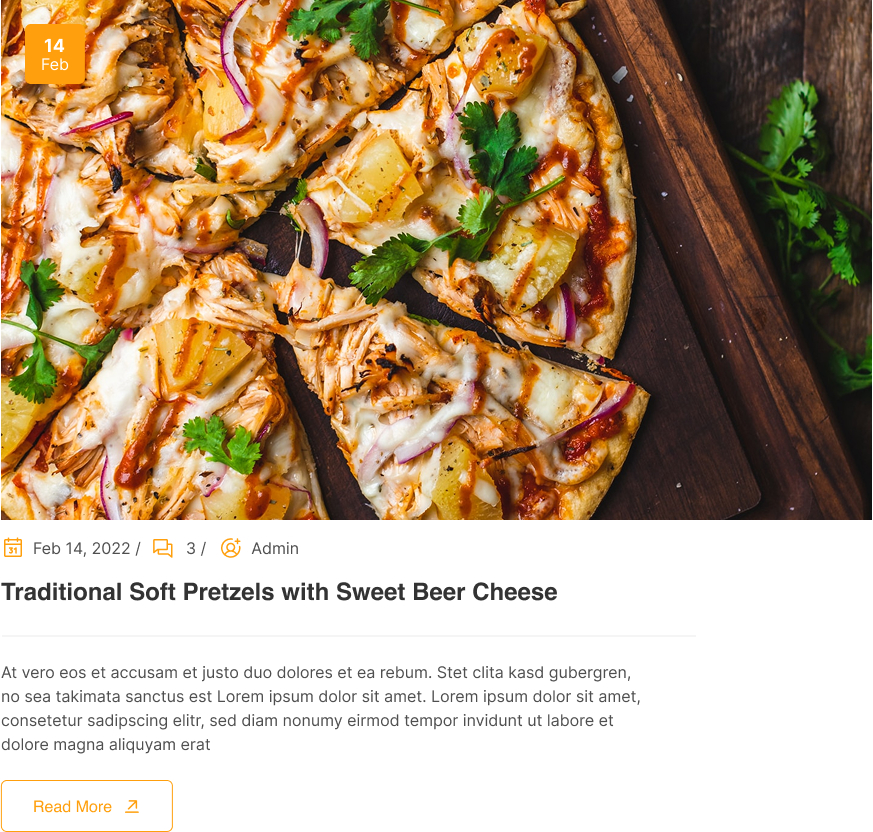 14
Feb
Feb 14, 2022 / 3 / Admin
Traditional Soft Pretzels with Sweet Beer Cheese
At vero eos et accusam et justo duo dolores et ea rebum. Stet clita kasd gubergren,
no sea takimata sanctus est Lorem ipsum dolor sit amet. Lorem ipsum dolor sit amet,
consetetur sadipscing elitr, sed diam nonumy eirmod tempor invidunt ut labore et
dolore magna aliquyam erat
Read More